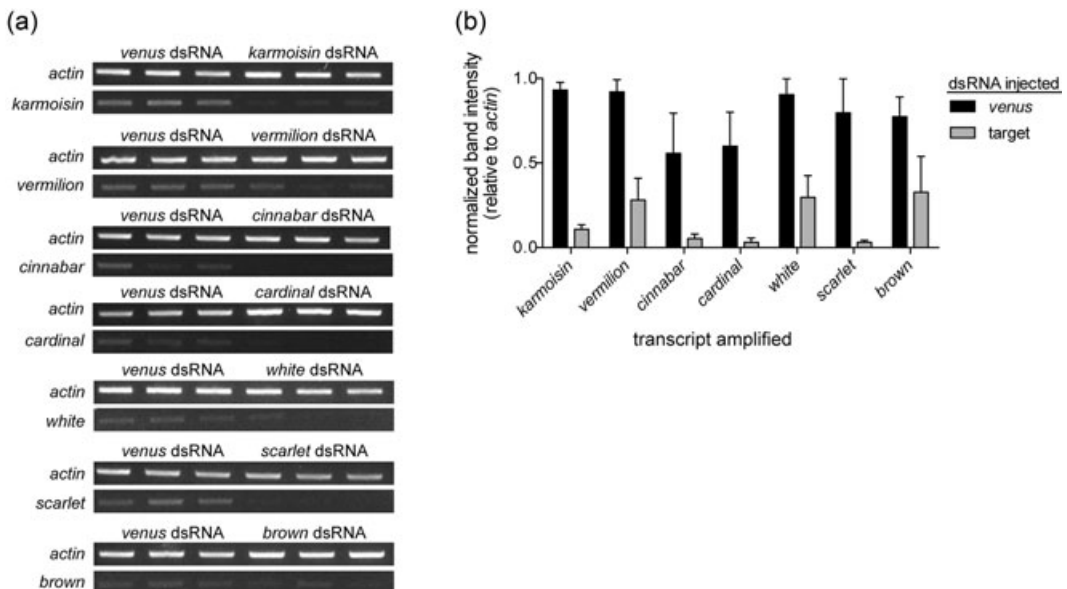 (a)
venus dsRNA karmoisin dsRNA
actin
karmoisin
venus dsRNA vermilion dsRNA
actin
vermilion
venus dsRNA cinnabar dsRNA
actin
cinnabar
venus dsRNA cardinal dsRNA
actin
cardinal
venus dsRNA white dsRNA
actin
white
venus dsRNA scarlet dsRNA
actin
scarlet
venus dsRNA brown dsRNA
actin
brown
(b)
normalized band intensity
(relative to actin)
1.0
0.5
0.0
karmoisin
vermilion
cinnabar
cardinal
white
scarlet
brown
transcript amplified
dsRNA injected
venus
target